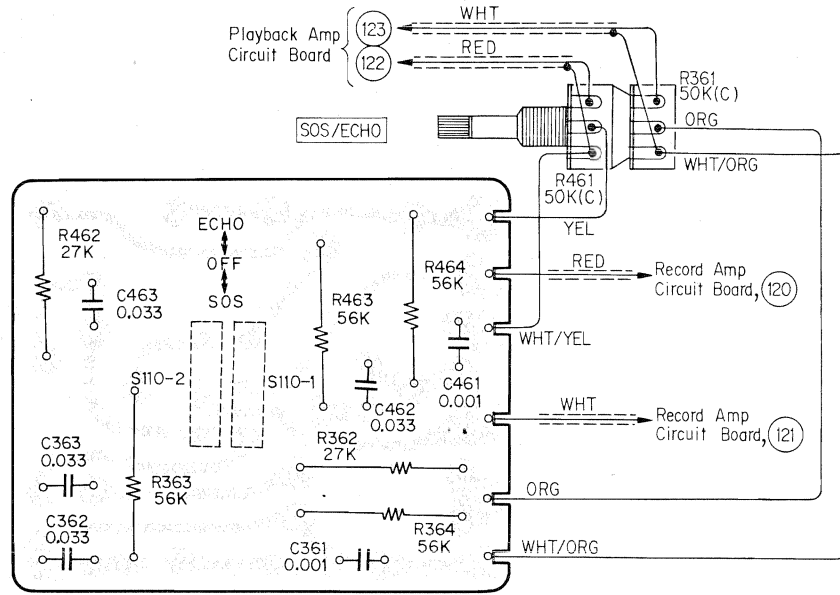 WHT
Playback Amp
Circuit Board
123
122
RED
R361
50K(C)
ORG
SOS/ECHO
WHT/ORG
R461
50K(C)
YEL
ECHO
OFF
SOS
R462
27K
R464
56K
RED
Record Amp
Circuit Board, 120
C463
0.033
R463
56K
WHT/YEL
S110-2
S110-1
C461
0.001
C462
0.033
WHT
Record Amp
Circuit Board, 121
C363
0.033
R362
27K
R363
56K
ORG
C362
0.033
R364
56K
C361
0.001
WHT/ORG